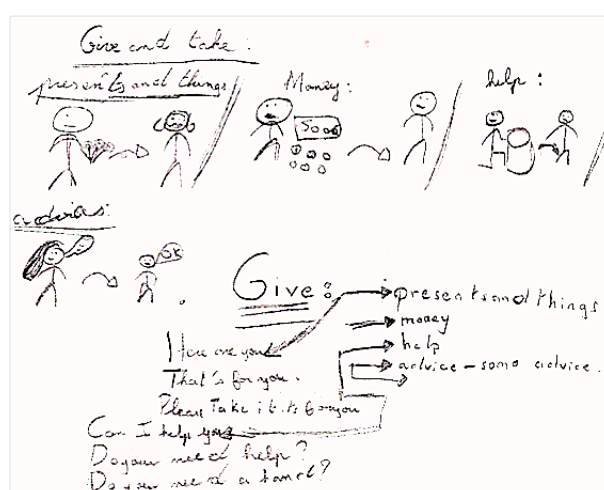 Give and take :
presents and things
Money :
help :
5000
advices:
OK
Give :
presents and things
money
help
advice - some advice.
Here are you
That's for you.
Please Take it it's for you
Can I help you
Do you need help ?
Do you need a ?